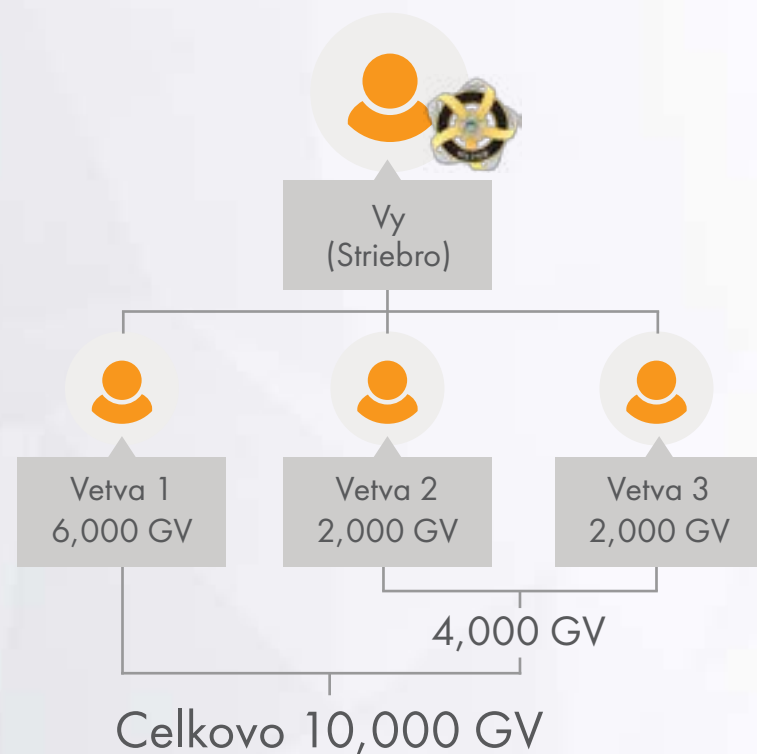 Vy
(Striebro)
Vetva 1
6,000 GV
Vetva 2
2,000 GV
Vetva 3
2,000 GV
4,000 GV
Celkovo 10,000 GV